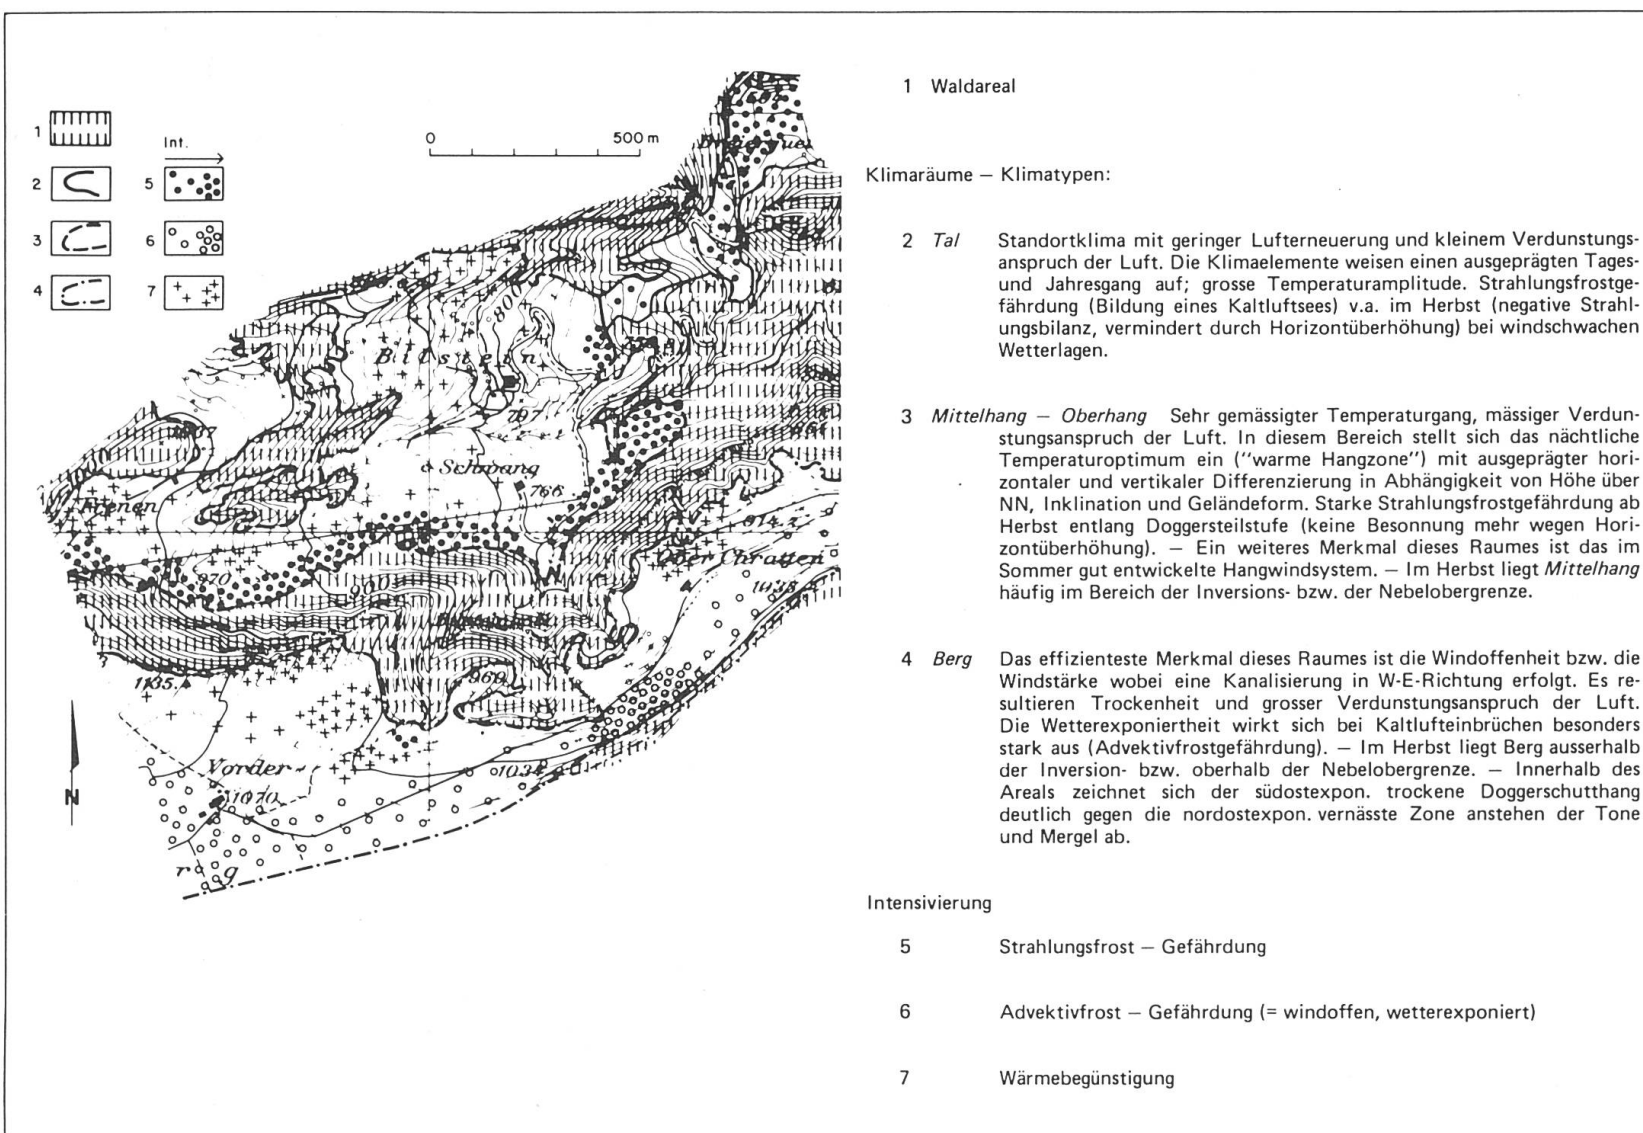 1
2
3
4
Int.
5
6
7
0 500 m
800
Bilstein
797
Schwang
766
Frenen
970
900
914.2
Ober Chratten
1035
1135
969
1034
Vorder
1070
r g
N
1 Waldareal
Klimaräume – Klimatypen:
2 Tal Standortklima mit geringer Lufterneuerung und kleinem Verdunstungs-
anspruch der Luft. Die Klimaelemente weisen einen ausgeprägten Tages-
und Jahresgang auf; grosse Temperaturamplitude. Strahlungsfrostge-
fährdung (Bildung eines Kaltluftsees) v.a. im Herbst (negative Strahl-
ungsbilanz, vermindert durch Horizontüberhöhung) bei windschwachen
Wetterlagen.
3 Mittelhang – Oberhang Sehr gemässigter Temperaturgang, mässiger Verdun-
stungsanspruch der Luft. In diesem Bereich stellt sich das nächtliche
Temperaturoptimum ein ("warme Hangzone") mit ausgeprägter hori-
zontaler und vertikaler Differenzierung in Abhängigkeit von Höhe über
NN, Inklination und Geländeform. Starke Strahlungsfrostgefährdung ab
Herbst entlang Doggersteilstufe (keine Besonnung mehr wegen Hori-
zontüberhöhung). – Ein weiteres Merkmal dieses Raumes ist das im
Sommer gut entwickelte Hangwindsystem. – Im Herbst liegt Mittelhang
häufig im Bereich der Inversions- bzw. der Nebelobergrenze.
4 Berg Das effizienteste Merkmal dieses Raumes ist die Windoffenheit bzw. die
Windstärke wobei eine Kanalisierung in W-E-Richtung erfolgt. Es re-
sultieren Trockenheit und grosser Verdunstungsanspruch der Luft.
Die Wetterexponiertheit wirkt sich bei Kaltlufteinbrüchen besonders
stark aus (Advektivfrostgefährdung). – Im Herbst liegt Berg ausserhalb
der Inversion- bzw. oberhalb der Nebelobergrenze. – Innerhalb des
Areals zeichnet sich der südostexpon. trockene Doggerschutthang
deutlich gegen die nordostexpon. vernässte Zone anstehen der Tone
und Mergel ab.
Intensivierung
5 Strahlungsfrost – Gefährdung
6 Advektivfrost – Gefährdung (= windoffen, wetterexponiert)
7 Wärmebegünstigung